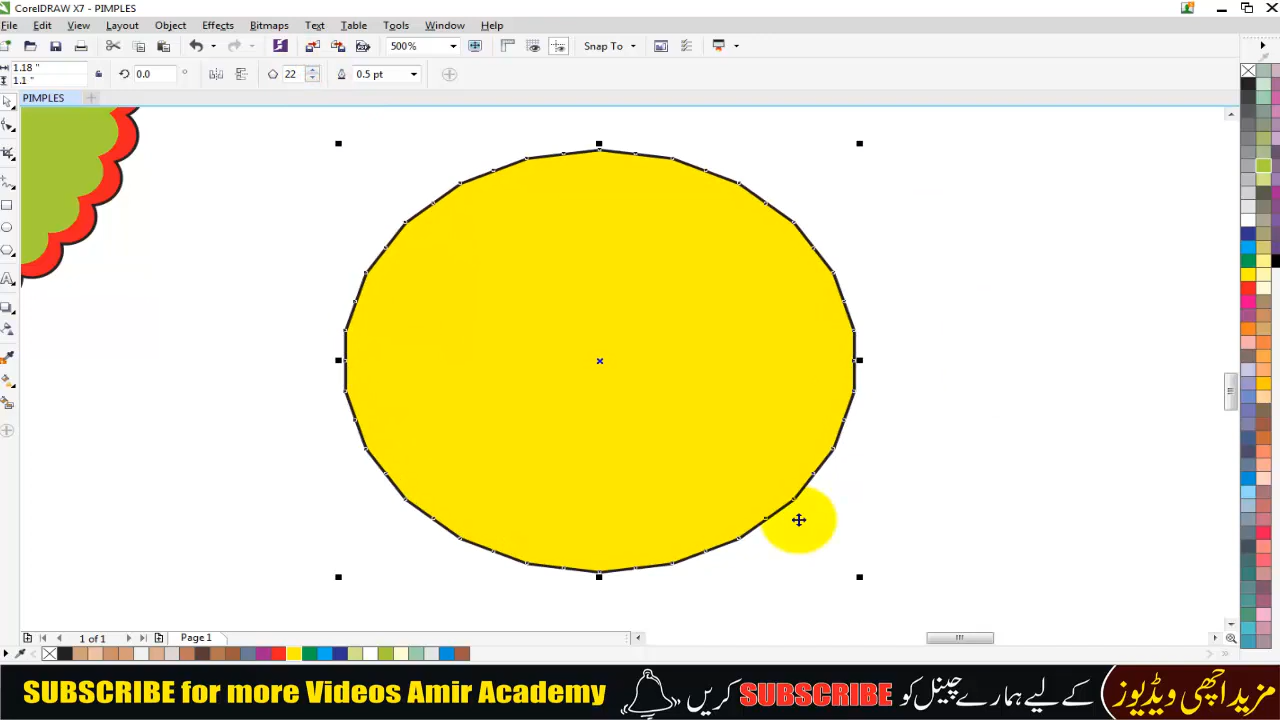 CorelDRAW X7 - PIMPLES
File Edit View Layout Object Effects Bitmaps Text Table Tools Window Help
500% Snap To
1.18 "
1.1 "
0.0 ° 22 0.5 pt
PIMPLES
1 of 1 Page 1
SUBSCRIBE for more Videos Amir Academy
مزید اچھی ویڈیوز کے لیے ہمارے چینل کو SUBSCRIBE کریں